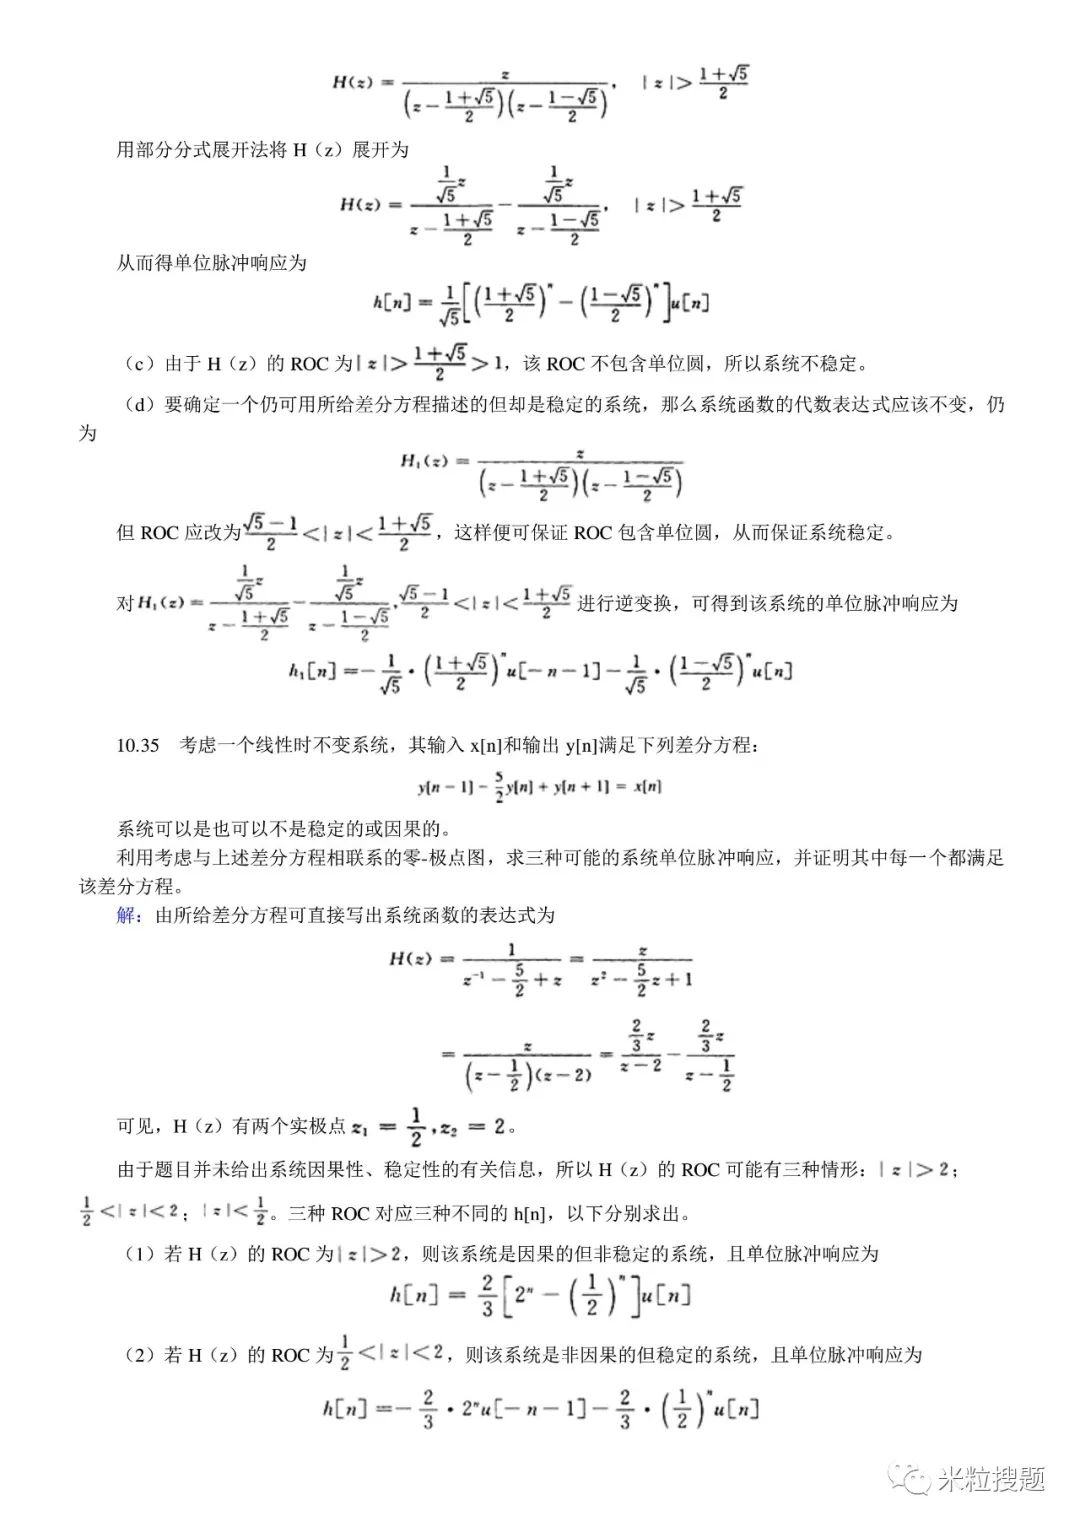 H(z) = z / ((z − (1+√5)/2)(z − (1−√5)/2)), |z| > (1+√5)/2
用部分分式展开法将 H（z）展开为
H(z) = (1/√5)z / (z − (1+√5)/2) − (1/√5)z / (z − (1−√5)/2), |z| > (1+√5)/2
从而得单位脉冲响应为
h[n] = 1/√5 [((1+√5)/2)ⁿ − ((1−√5)/2)ⁿ]u[n]
（c）由于 H（z）的 ROC 为|z| > (1+√5)/2 > 1，该 ROC 不包含单位圆，所以系统不稳定。
（d）要确定一个仍可用所给差分方程描述的但却是稳定的系统，那么系统函数的代数表达式应该不变，仍
为
H₁(z) = z / ((z − (1+√5)/2)(z − (1−√5)/2))
但 ROC 应改为 (√5−1)/2 < |z| < (1+√5)/2，这样便可保证 ROC 包含单位圆，从而保证系统稳定。
对 H₁(z) = (1/√5)z / (z − (1+√5)/2) − (1/√5)z / (z − (1−√5)/2), (√5−1)/2 < |z| < (1+√5)/2 进行逆变换，可得到该系统的单位脉冲响应为
h₁[n] = − 1/√5 · ((1+√5)/2)ⁿ u[−n−1] − 1/√5 · ((1−√5)/2)ⁿ u[n]
10.35 考虑一个线性时不变系统，其输入 x[n]和输出 y[n]满足下列差分方程：
y[n − 1] − 5/2 y[n] + y[n + 1] = x[n]
系统可以是也可以不是稳定的或因果的。
利用考虑与上述差分方程相联系的零-极点图，求三种可能的系统单位脉冲响应，并证明其中每一个都满足
该差分方程。
解：由所给差分方程可直接写出系统函数的表达式为
H(z) = 1 / (z⁻¹ − 5/2 + z) = z / (z² − 5/2 z + 1)
= z / ((z − 1/2)(z − 2)) = (2/3)z / (z − 2) − (2/3)z / (z − 1/2)
可见，H（z）有两个实极点 z₁ = 1/2, z₂ = 2。
由于题目并未给出系统因果性、稳定性的有关信息，所以 H（z）的 ROC 可能有三种情形：|z| > 2；
1/2 < |z| < 2；|z| < 1/2。三种 ROC 对应三种不同的 h[n]，以下分别求出。
（1）若 H（z）的 ROC 为|z| > 2，则该系统是因果的但非稳定的系统，且单位脉冲响应为
h[n] = 2/3 [2ⁿ − (1/2)ⁿ]u[n]
（2）若 H（z）的 ROC 为 1/2 < |z| < 2，则该系统是非因果的但稳定的系统，且单位脉冲响应为
h[n] = − 2/3 · 2ⁿu[−n−1] − 2/3 · (1/2)ⁿ u[n]
米粒搜题